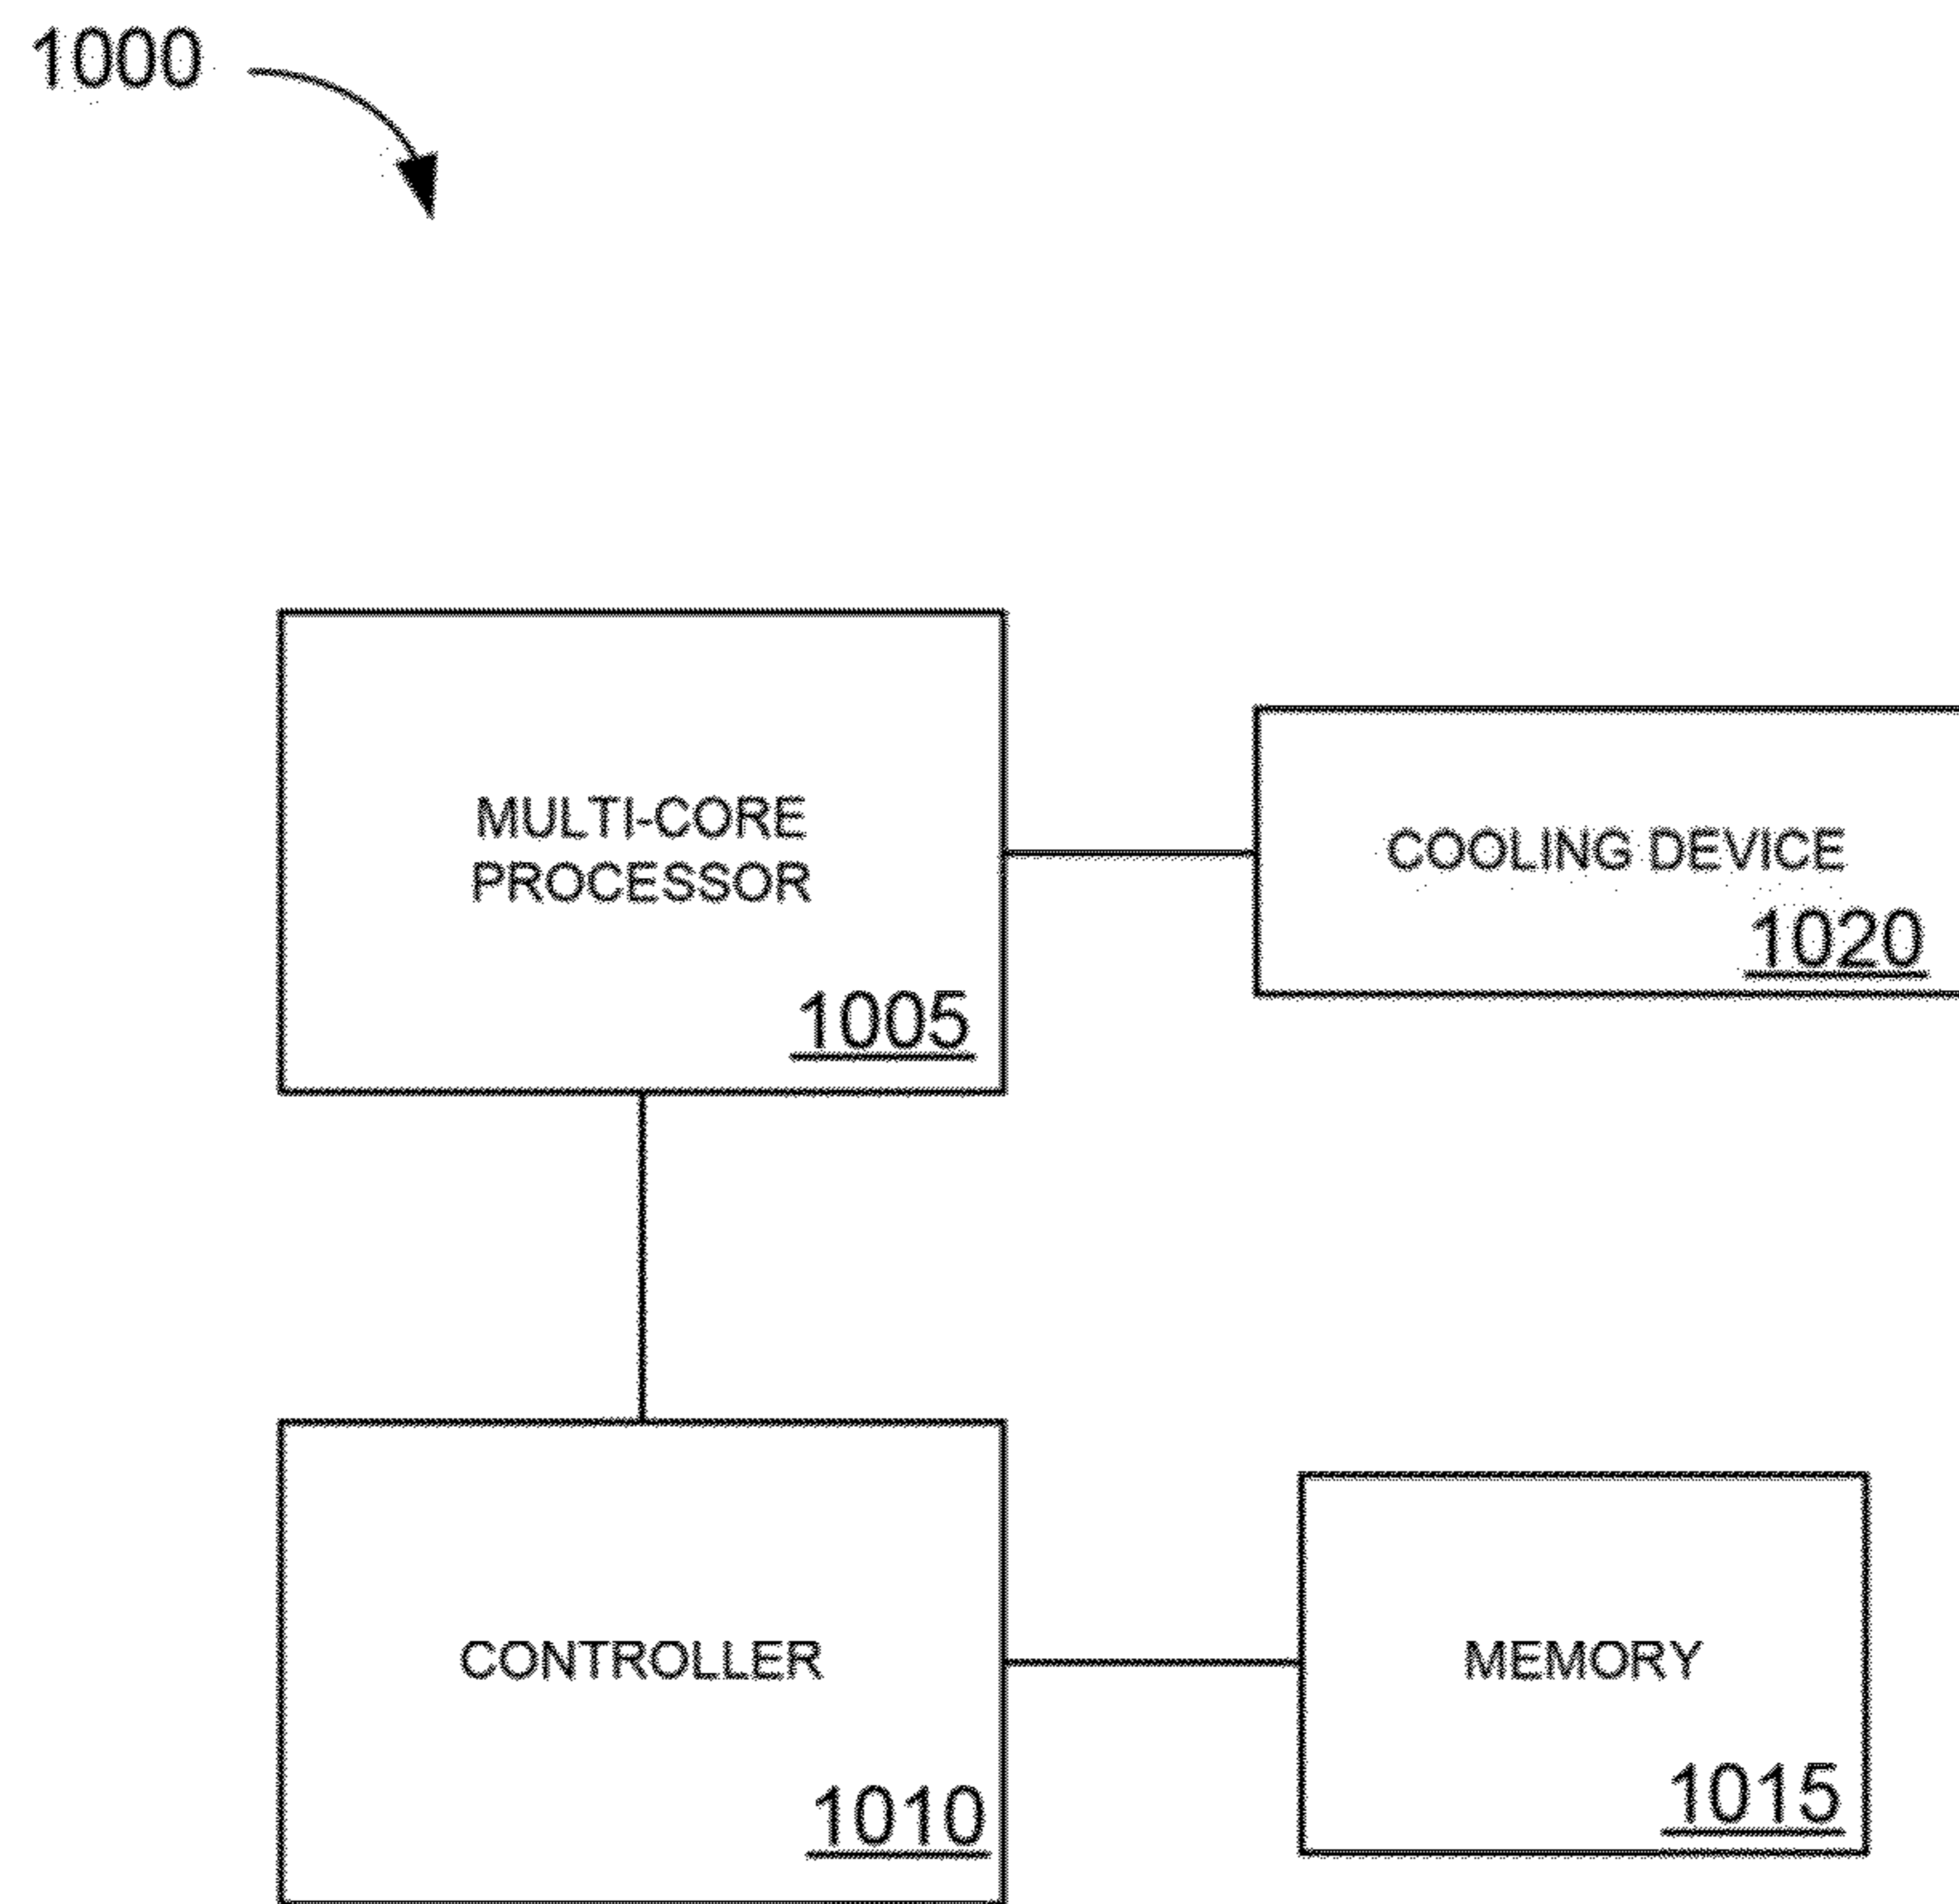 1000
MULTI-CORE
PROCESSOR
1005
COOLING DEVICE
1020
CONTROLLER
1010
MEMORY
1015